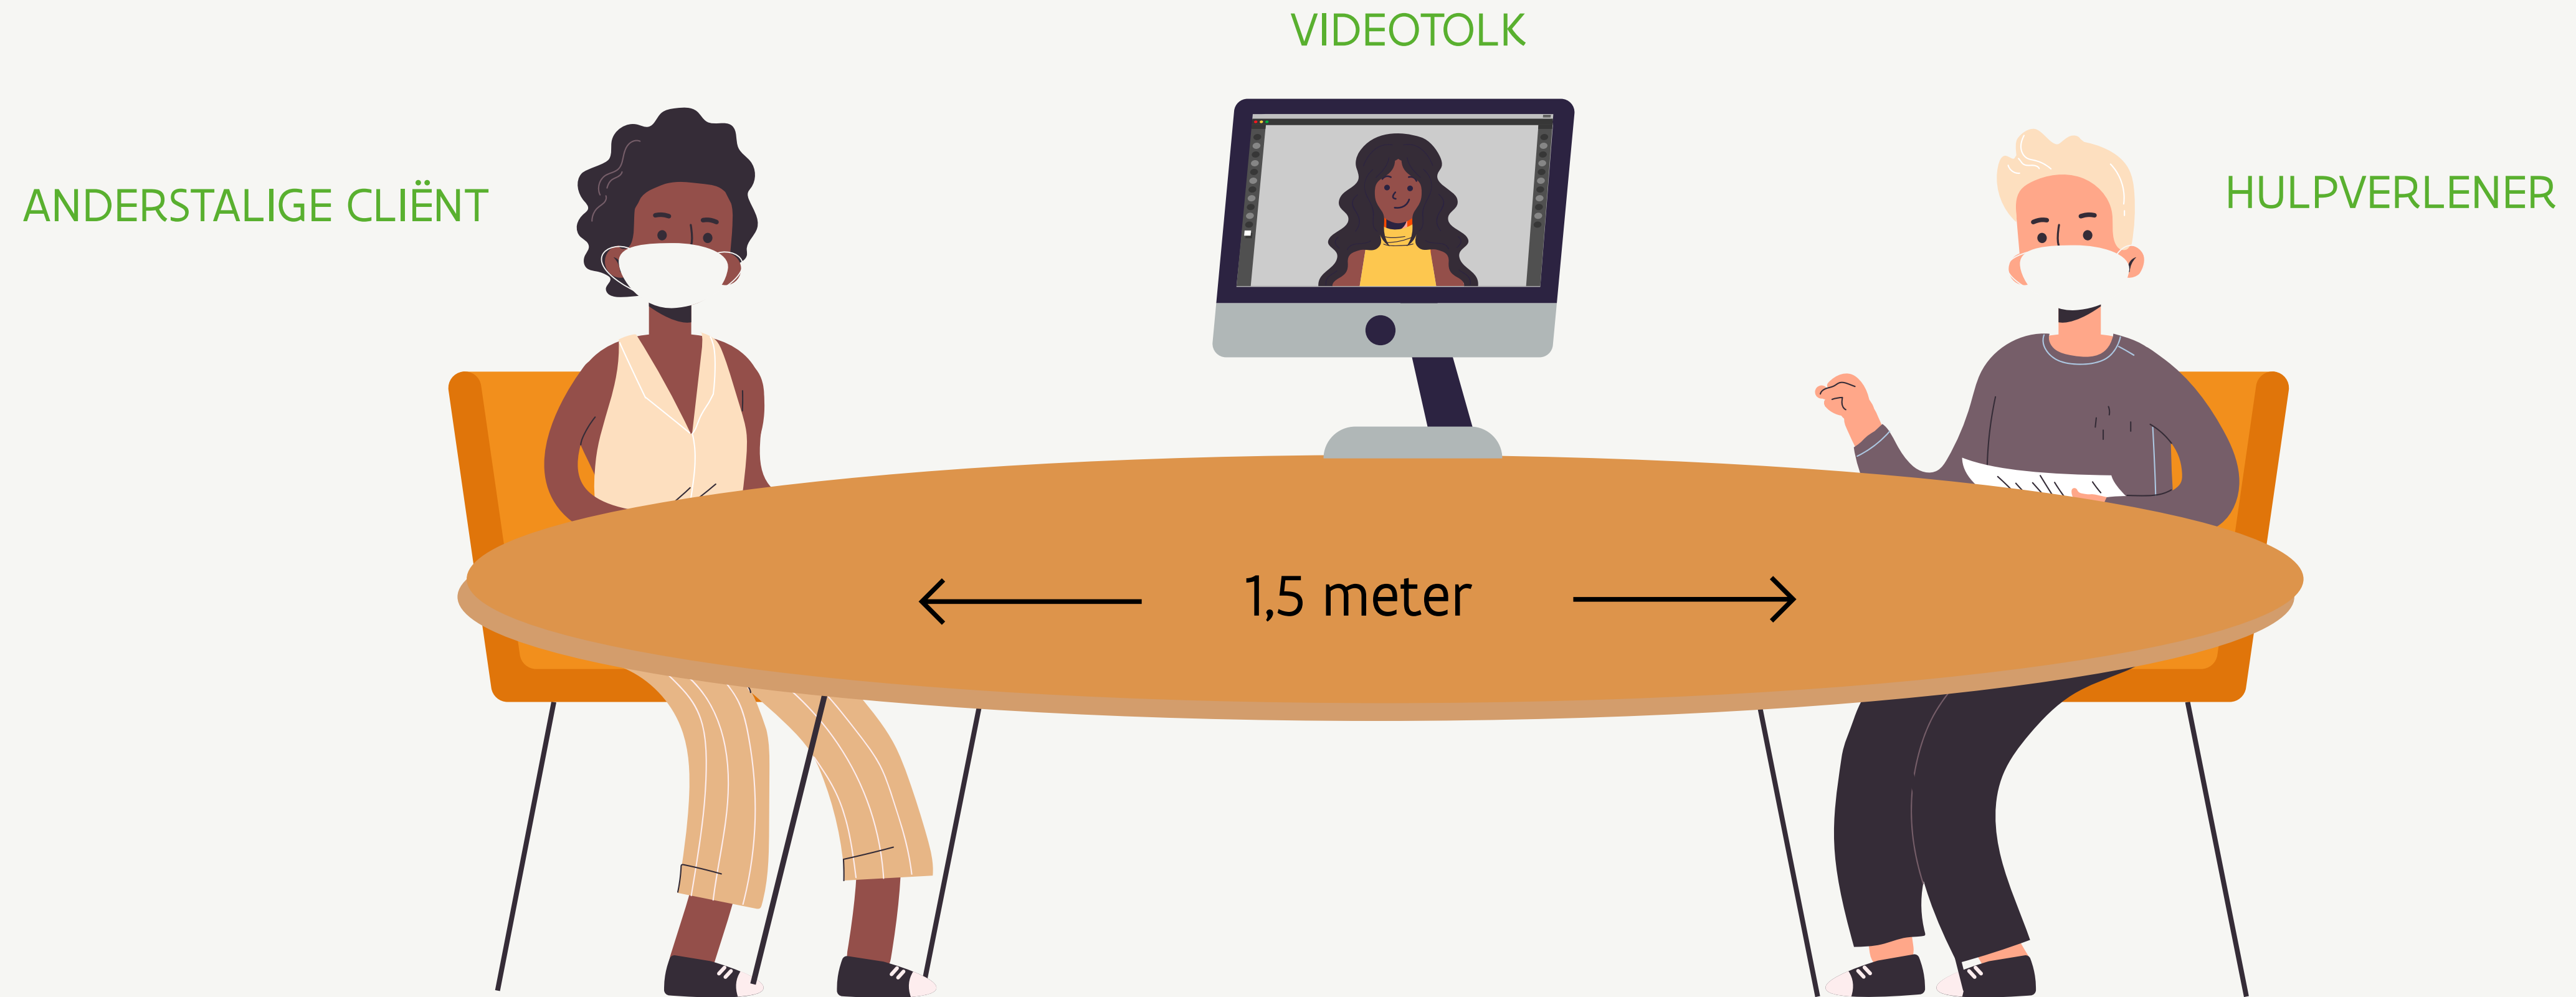 VIDEOTOLK
ANDERSTALIGE CLIËNT
HULPVERLENER
1,5 meter